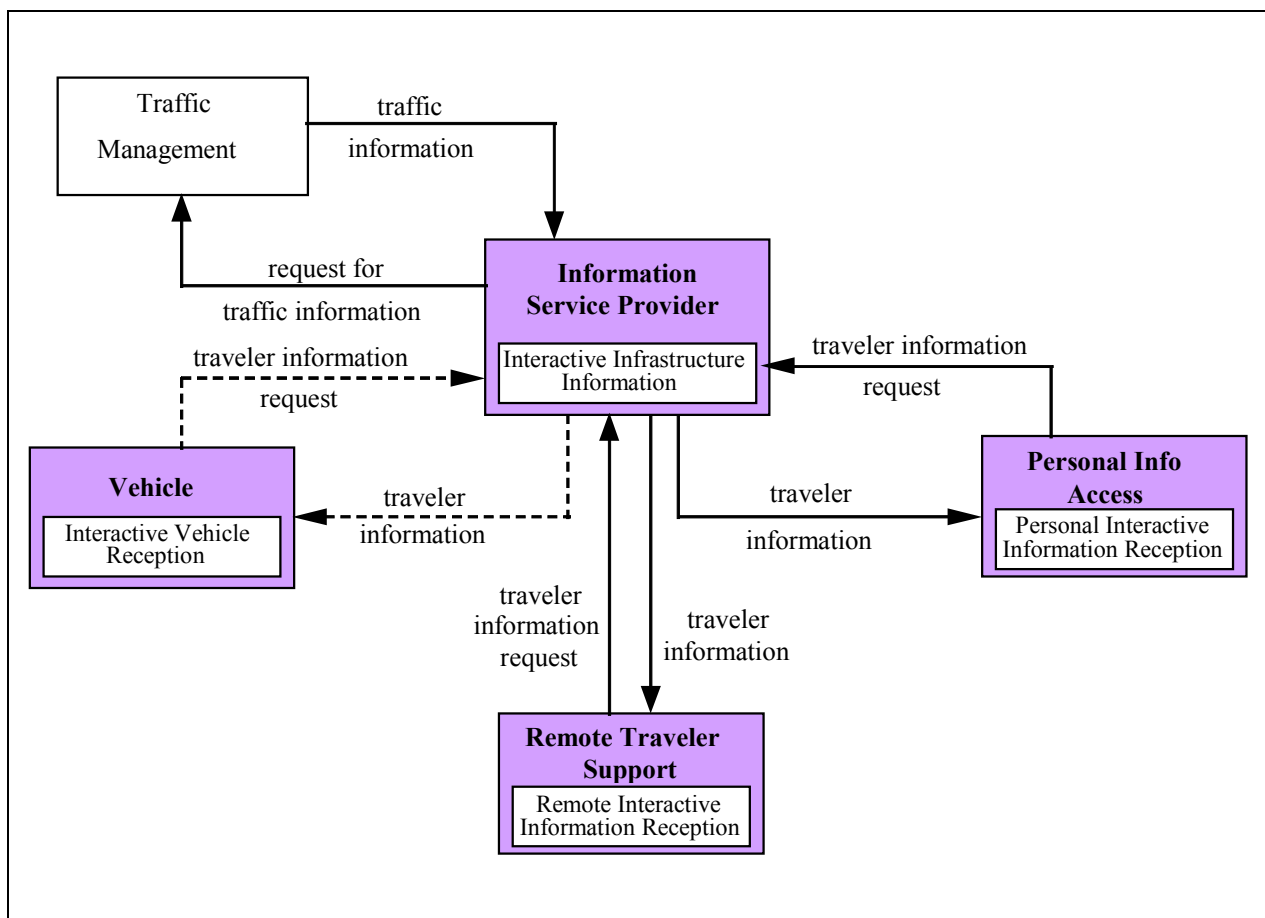 Traffic
Management
traffic
information
request for
traffic information
Information
Service Provider
Interactive Infrastructure
Information
traveler information
request
traveler information
request
Vehicle
Interactive Vehicle
Reception
traveler
information
traveler
information
Personal Info
Access
Personal Interactive
Information Reception
traveler
information
request
traveler
information
Remote Traveler
Support
Remote Interactive
Information Reception